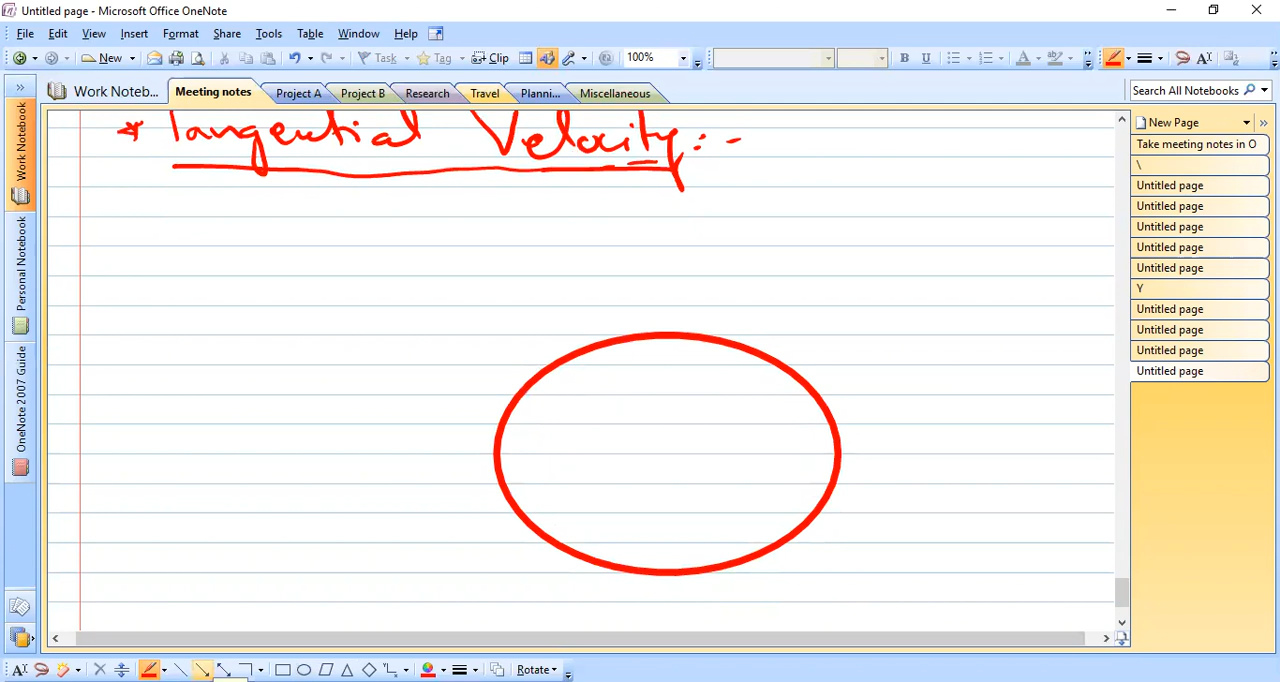 Untitled page - Microsoft Office OneNote
File Edit View Insert Format Share Tools Table Window Help
New Task Tag Clip 100% B U A A
Work Noteb... Meeting notes Project A Project B Research Travel Planni... Miscellaneous
Search All Notebooks
Work Notebook
Personal Notebook
OneNote 2007 Guide
* Tangential Velocity:-
New Page
Take meeting notes in O
\
Untitled page
Untitled page
Untitled page
Untitled page
Untitled page
Y
Untitled page
Untitled page
Untitled page
Untitled page
A Rotate